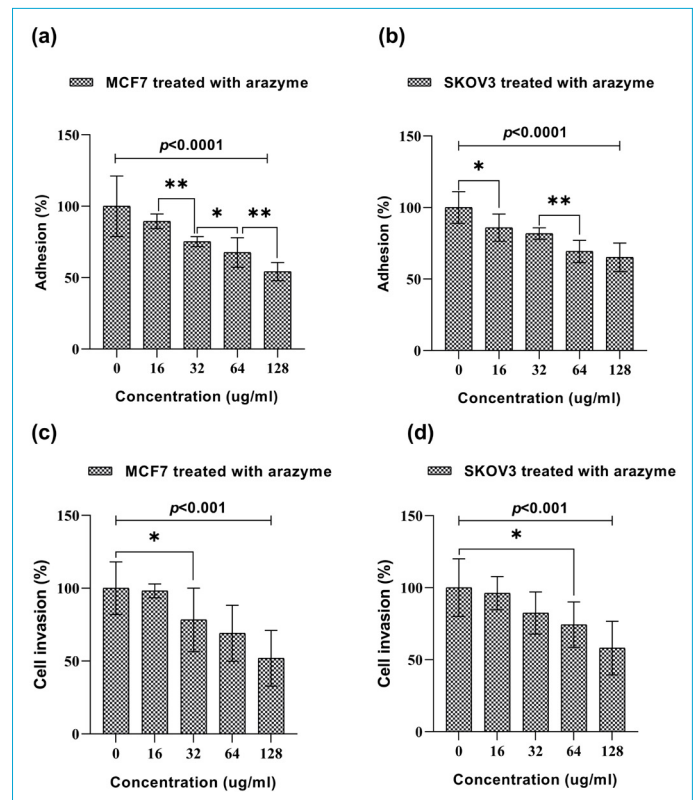 (a)
MCF7 treated with arazyme
p<0.0001
**
*
**
150
100
50
0
Adhesion (%)
0 16 32 64 128
Concentration (ug/ml)
(b)
SKOV3 treated with arazyme
p<0.0001
*
**
150
100
50
0
Adhesion (%)
0 16 32 64 128
Concentration (ug/ml)
(c)
MCF7 treated with arazyme
p<0.001
*
150
100
50
0
Cell invasion (%)
0 16 32 64 128
Concentration (ug/ml)
(d)
SKOV3 treated with arazyme
p<0.001
*
150
100
50
0
Cell invasion (%)
0 16 32 64 128
Concentration (ug/ml)